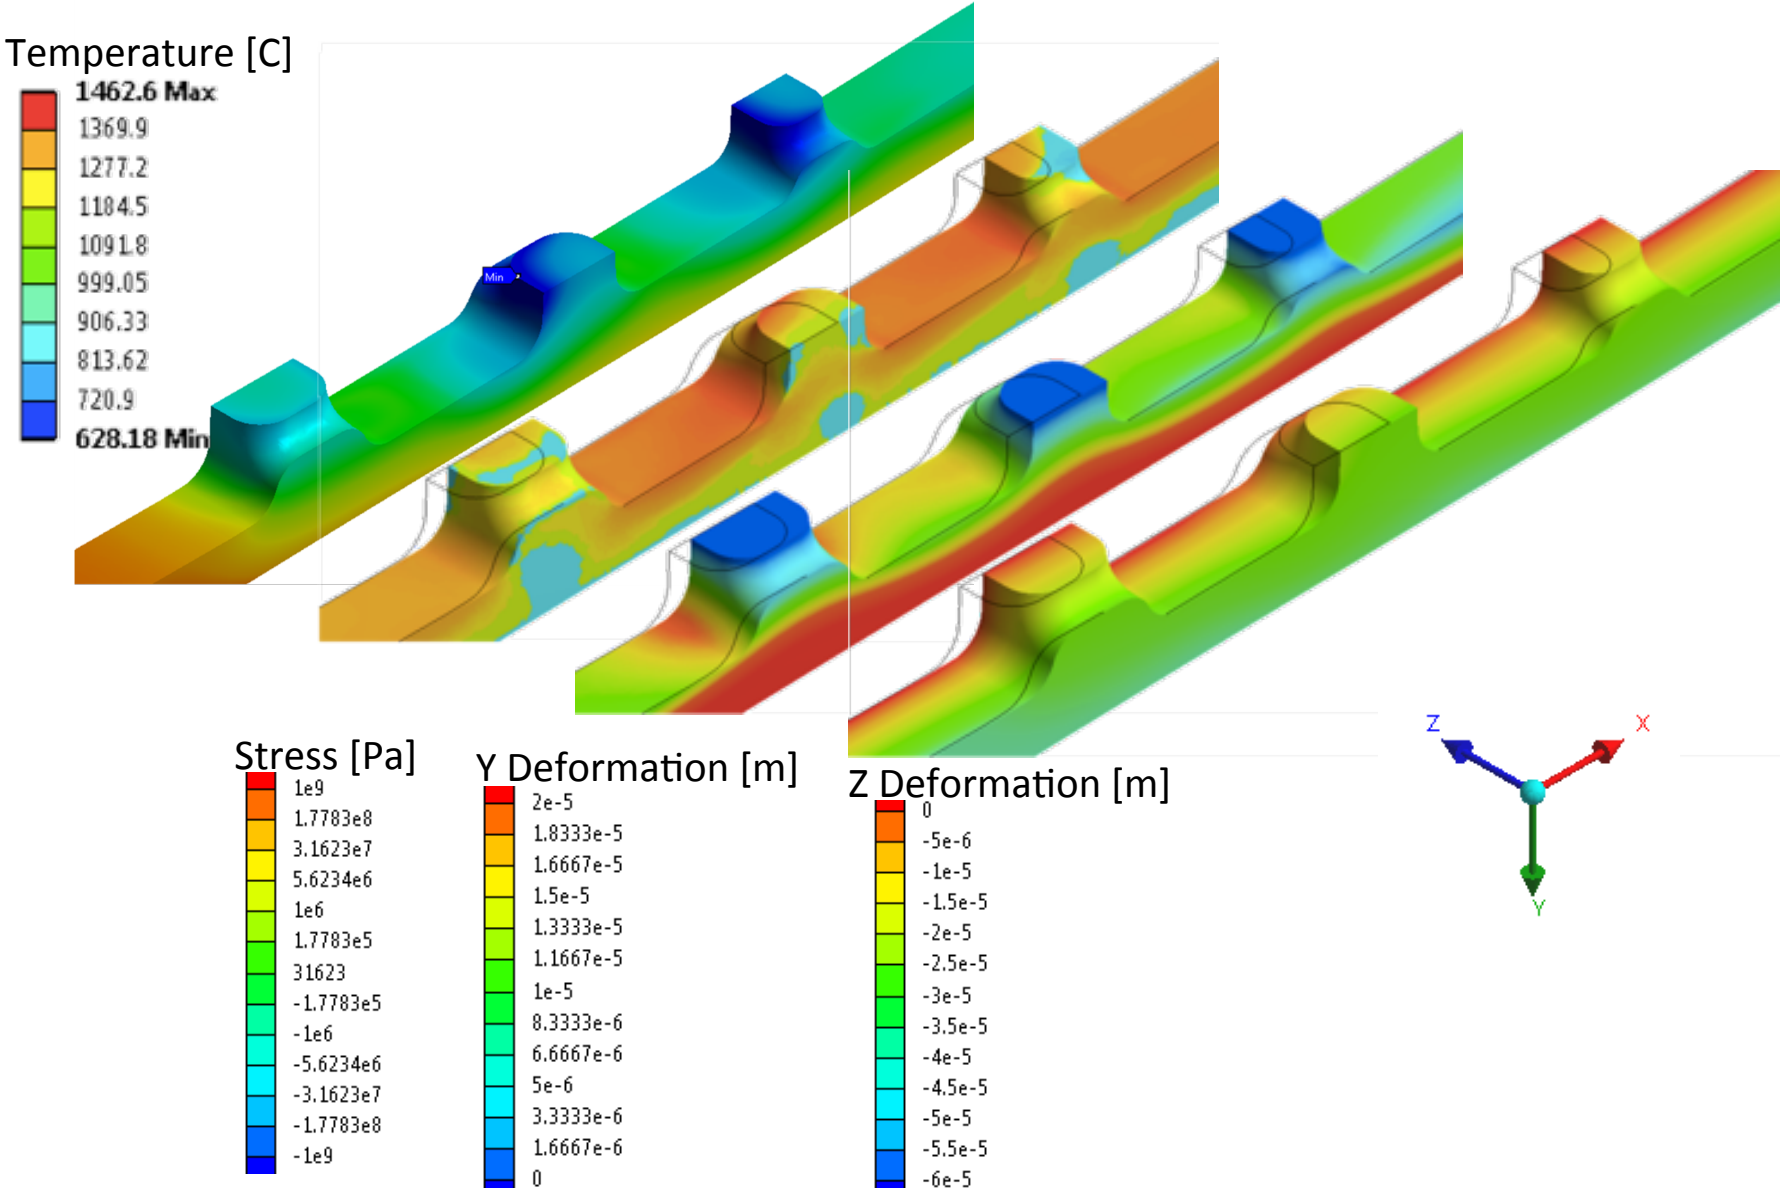 Temperature [C]
1462.6 Max
1369.9
1277.2
1184.5
1091.8
999.05
906.33
813.62
720.9
628.18 Min
Min
Stress [Pa]
1e9
1.7783e8
3.1623e7
5.6234e6
1e6
1.7783e5
31623
-1.7783e5
-1e6
-5.6234e6
-3.1623e7
-1.7783e8
-1e9
Y Deformation [m]
2e-5
1.8333e-5
1.6667e-5
1.5e-5
1.3333e-5
1.1667e-5
1e-5
8.3333e-6
6.6667e-6
5e-6
3.3333e-6
1.6667e-6
0
Z Deformation [m]
0
-5e-6
-1e-5
-1.5e-5
-2e-5
-2.5e-5
-3e-5
-3.5e-5
-4e-5
-4.5e-5
-5e-5
-5.5e-5
-6e-5
Z
X
Y